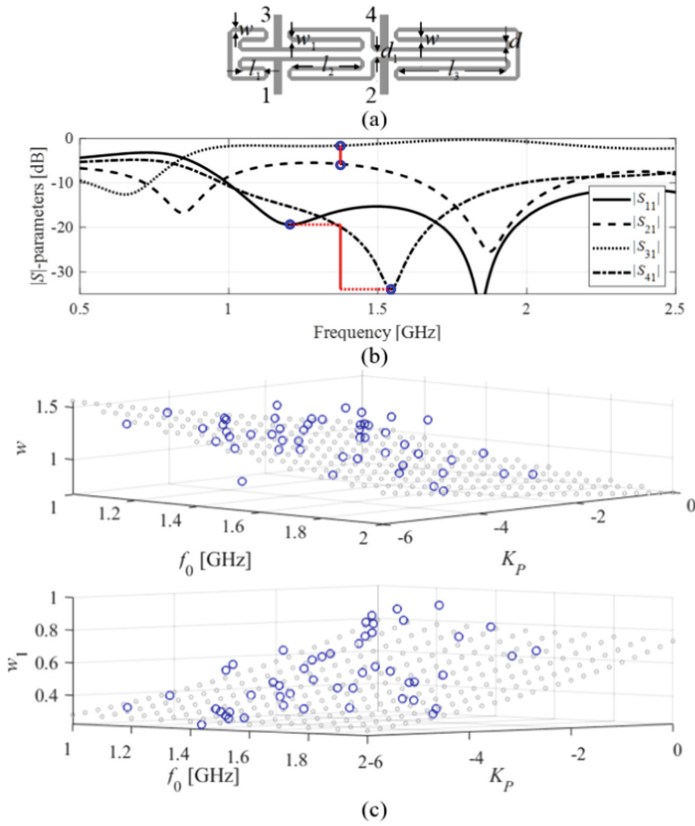 3 4
w w₁ d₁ w d
l₁ l₂ l₃
1 2
(a)
|S|-parameters [dB]
0
-10
-20
-30
|S₁₁|
|S₂₁|
|S₃₁|
|S₄₁|
0.5 1 1.5 2 2.5
Frequency [GHz]
(b)
w
1.5
1
1 1.2 1.4 1.6 1.8 2
-6 -4 -2 0
f₀ [GHz] K_P
w₁
1
0.8
0.6
0.4
1 1.2 1.4 1.6 1.8 2-6 -4 -2 0
f₀ [GHz] K_P
(c)